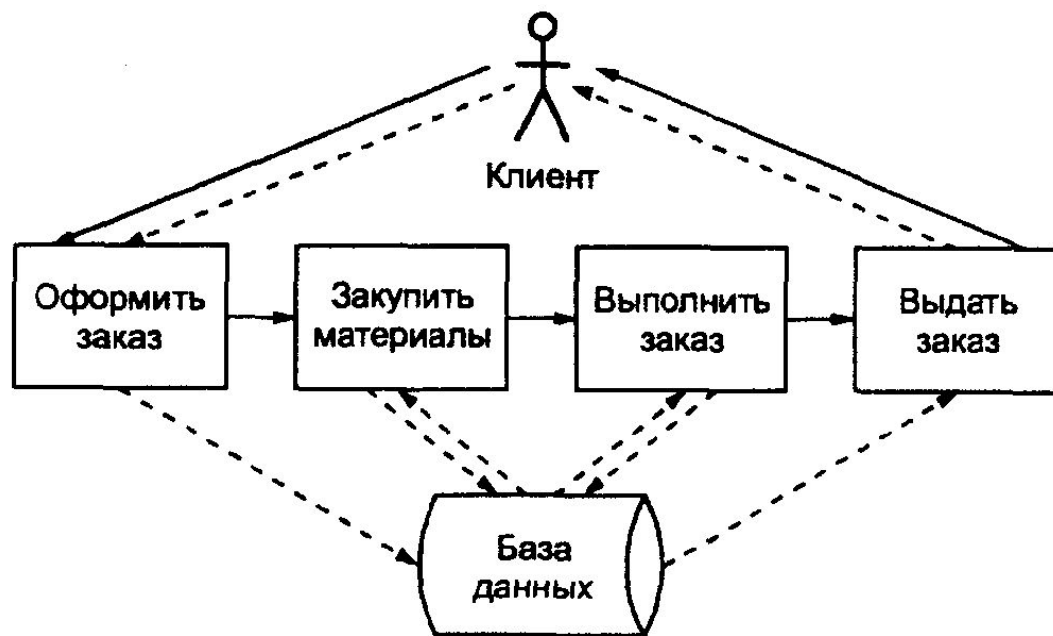 Клиент
Оформить
заказ
Закупить
материалы
Выполнить
заказ
Выдать
заказ
База
данных